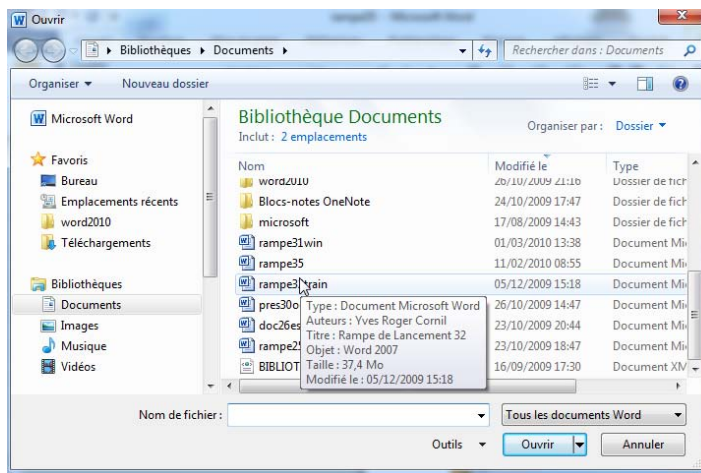 Ouvrir
Bibliothèques Documents
Rechercher dans : Documents
Organiser Nouveau dossier
Microsoft Word
Favoris
Bureau
Emplacements récents
word2010
Téléchargements
Bibliothèques
Documents
Images
Musique
Vidéos
Bibliothèque Documents
Inclut : 2 emplacements
Organiser par : Dossier
Nom Modifié le Type
word2010 26/10/2009 21:16 Dossier de fich
Blocs-notes OneNote 24/10/2009 17:47 Dossier de fich
microsoft 17/08/2009 14:43 Dossier de fich
rampe31win 01/03/2010 13:38 Document Mi
rampe35 11/02/2010 08:55 Document Mi
train 05/12/2009 15:18 Document Mi
pres30o 26/10/2009 14:47 Document Mi
doc26es 23/10/2009 20:44 Document Mi
23/10/2009 18:47 Document Mi
BIBLIOT 16/09/2009 17:30 Document XM
Type : Document Microsoft Word
Auteurs : Yves Roger Cornil
Titre : Rampe de Lancement 32
Objet : Word 2007
Taille : 37,4 Mo
Modifié le : 05/12/2009 15:18
Nom de fichier :
Tous les documents Word
Outils Ouvrir Annuler